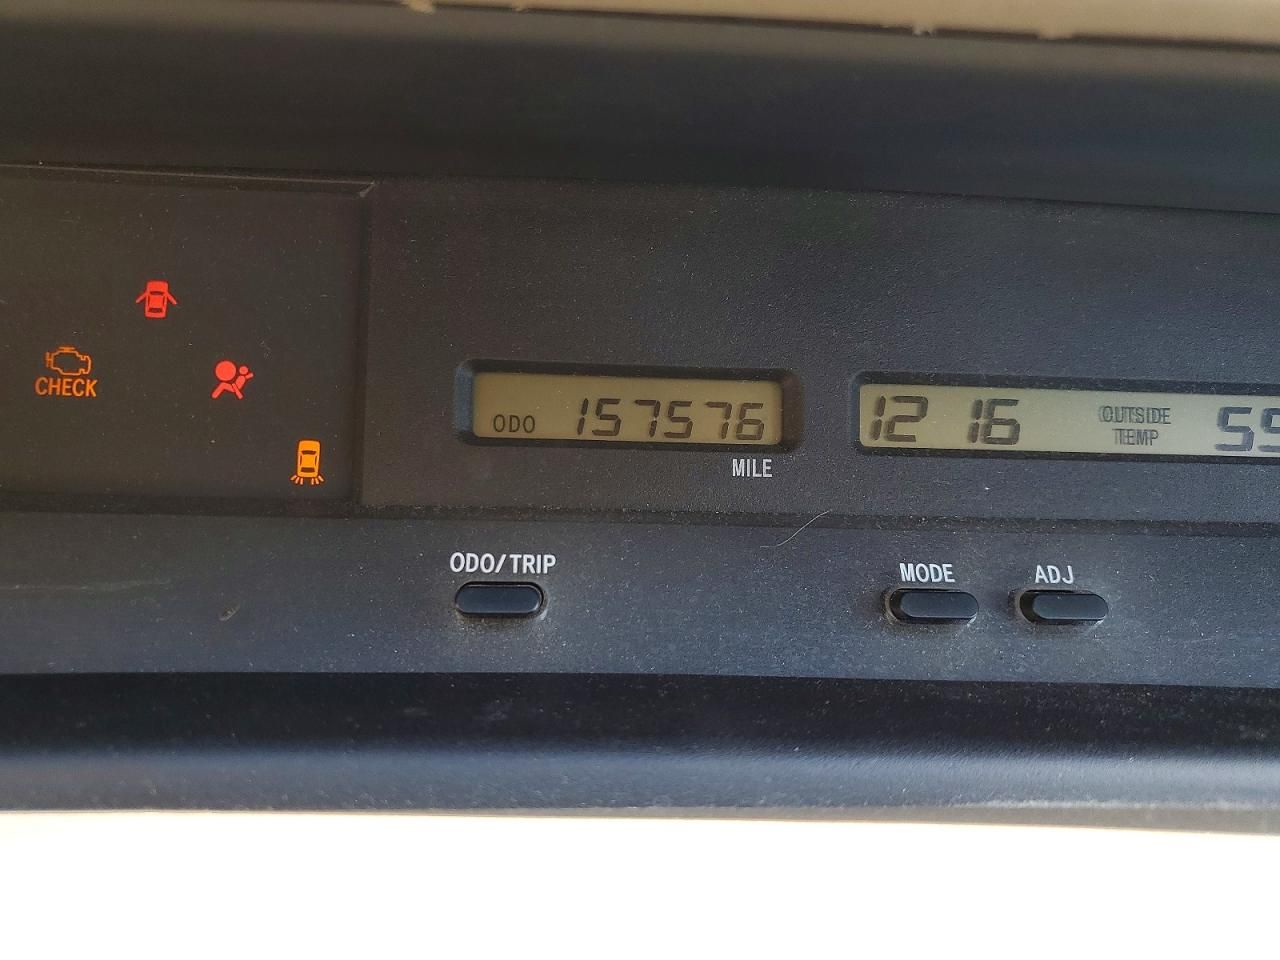 CHECK
ODO 157576
MILE
12 16 OUTSIDE TEMP
ODO/TRIP
MODE
ADJ